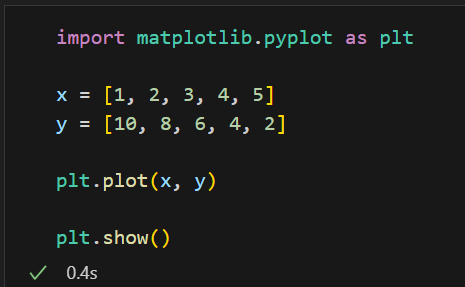 import matplotlib.pyplot as plt
x = [1, 2, 3, 4, 5]
y = [10, 8, 6, 4, 2]
plt.plot(x, y)
plt.show()
0.4s